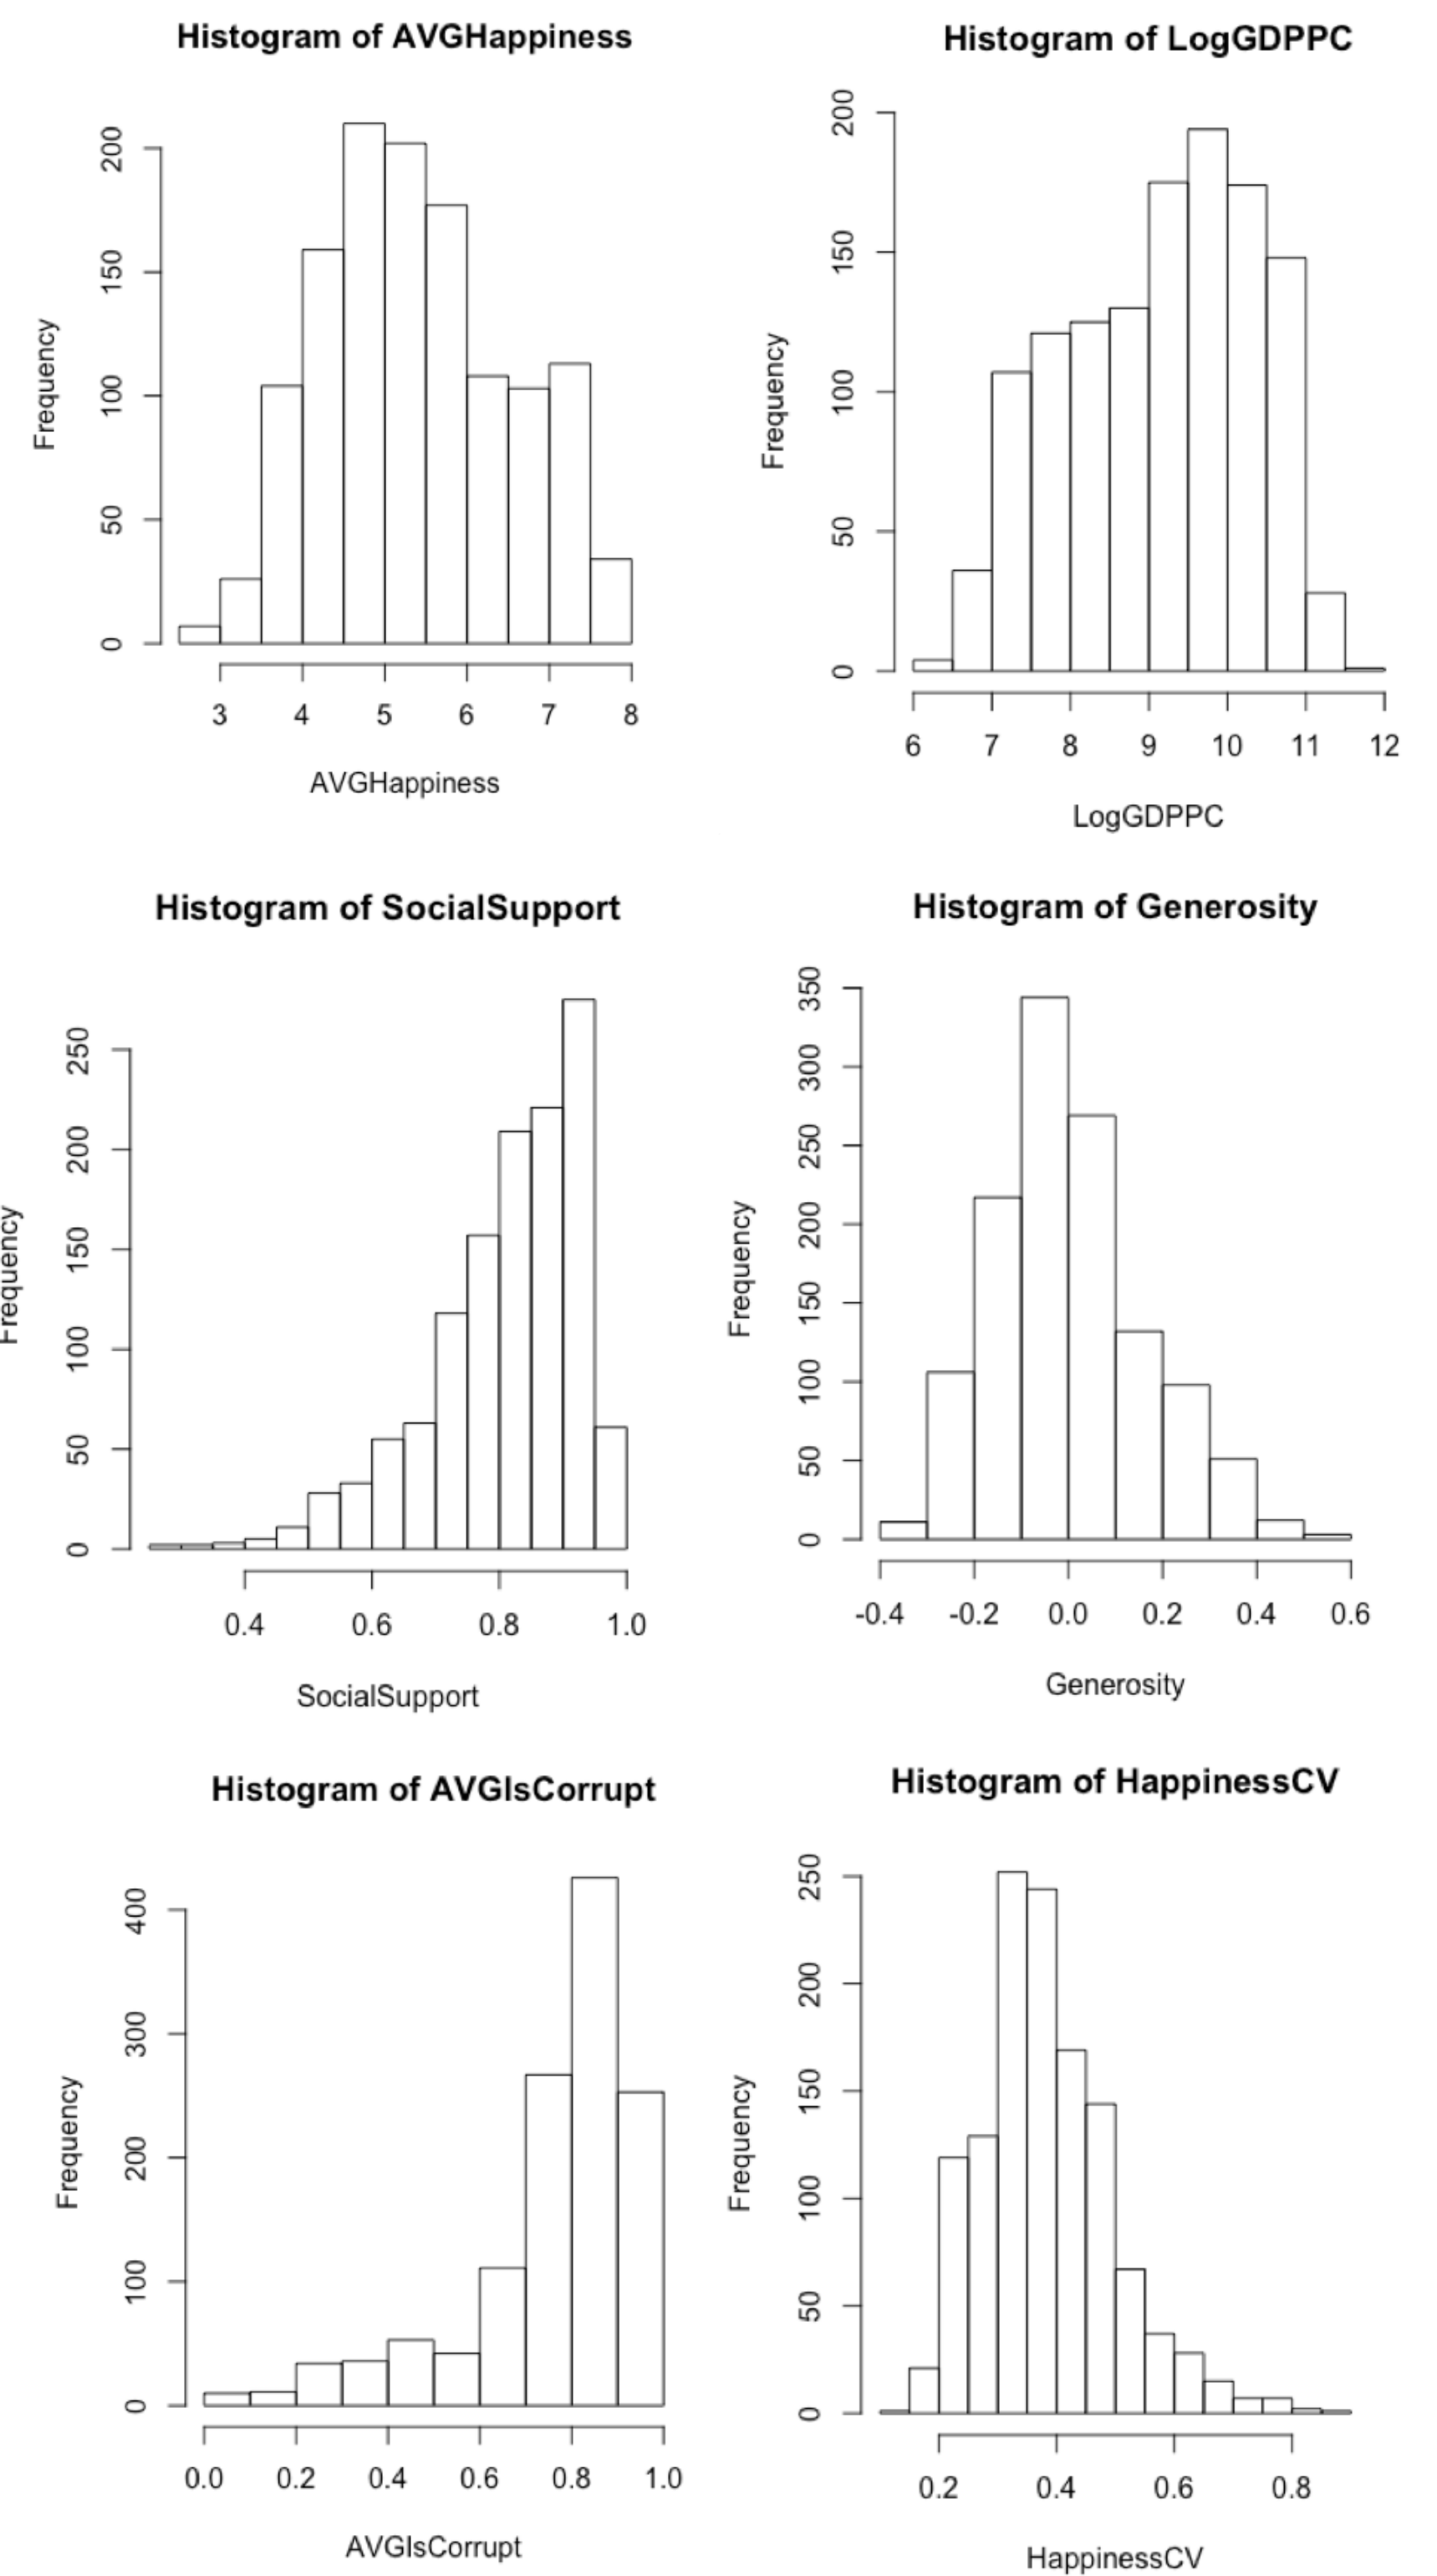 Histogram of AVGHappiness
Frequency
0 50 100 150 200
3 4 5 6 7 8
AVGHappiness
Histogram of LogGDPPC
Frequency
0 50 100 150 200
6 7 8 9 10 11 12
LogGDPPC
Histogram of SocialSupport
Frequency
0 50 100 150 200 250
0.4 0.6 0.8 1.0
SocialSupport
Histogram of Generosity
Frequency
0 50 100 150 200 250 300 350
-0.4 -0.2 0.0 0.2 0.4 0.6
Generosity
Histogram of AVGIsCorrupt
Frequency
0 100 200 300 400
0.0 0.2 0.4 0.6 0.8 1.0
AVGIsCorrupt
Histogram of HappinessCV
Frequency
0 50 100 150 200 250
0.2 0.4 0.6 0.8
HappinessCV